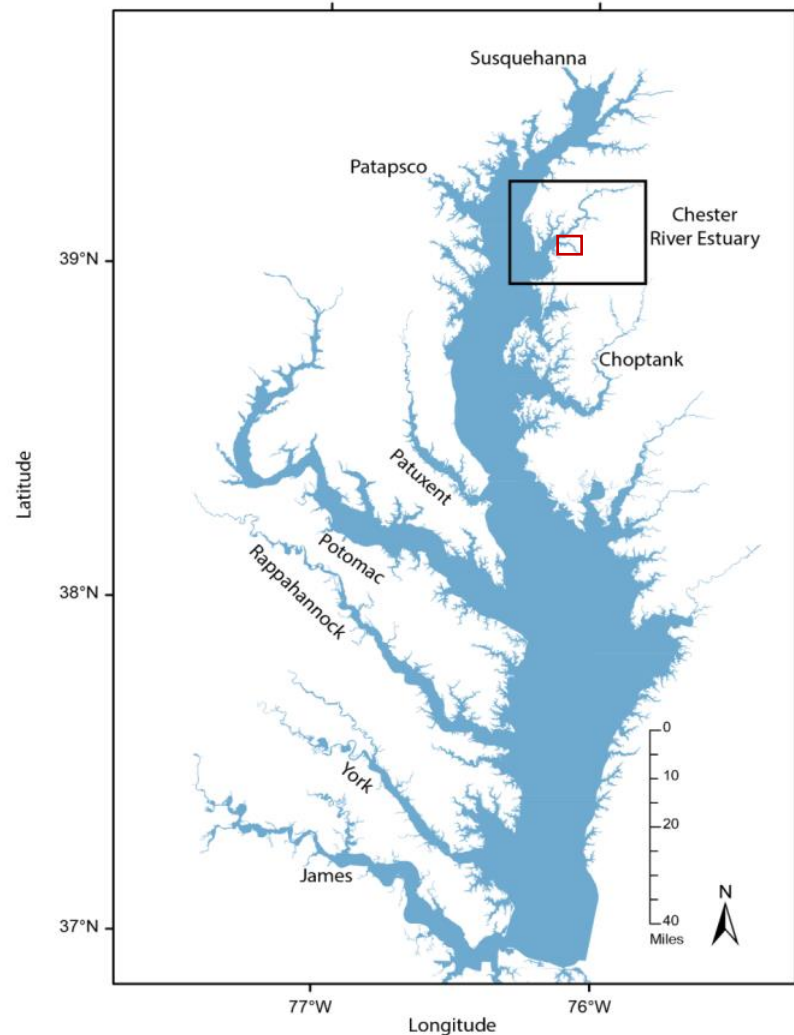 Susquehanna
Patapsco
Chester
River Estuary
39°N
Choptank
Latitude
Patuxent
Potomac
Rappahannock
38°N
0
10
York
20
James
N
37°N
40
Miles
77°W
76°W
Longitude